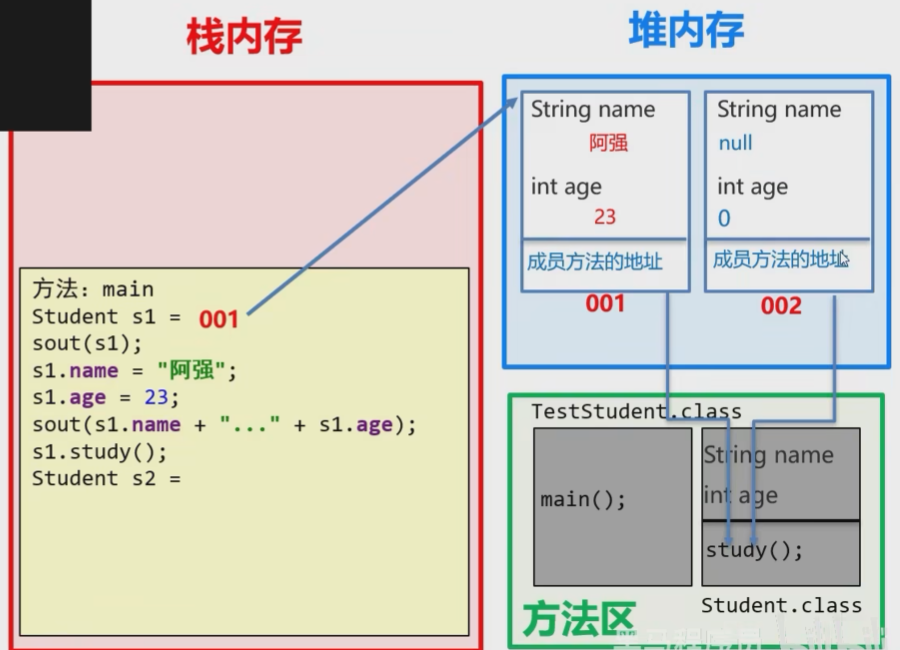 栈内存
堆内存
String name
阿强
int age
23
成员方法的地址
001
String name
null
int age
0
成员方法的地址
002
方法：main
Student s1 = 001
sout(s1);
s1.name = "阿强";
s1.age = 23;
sout(s1.name + "..." + s1.age);
s1.study();
Student s2 =
TestStudent.class
main();
String name
int age
study();
Student.class
方法区